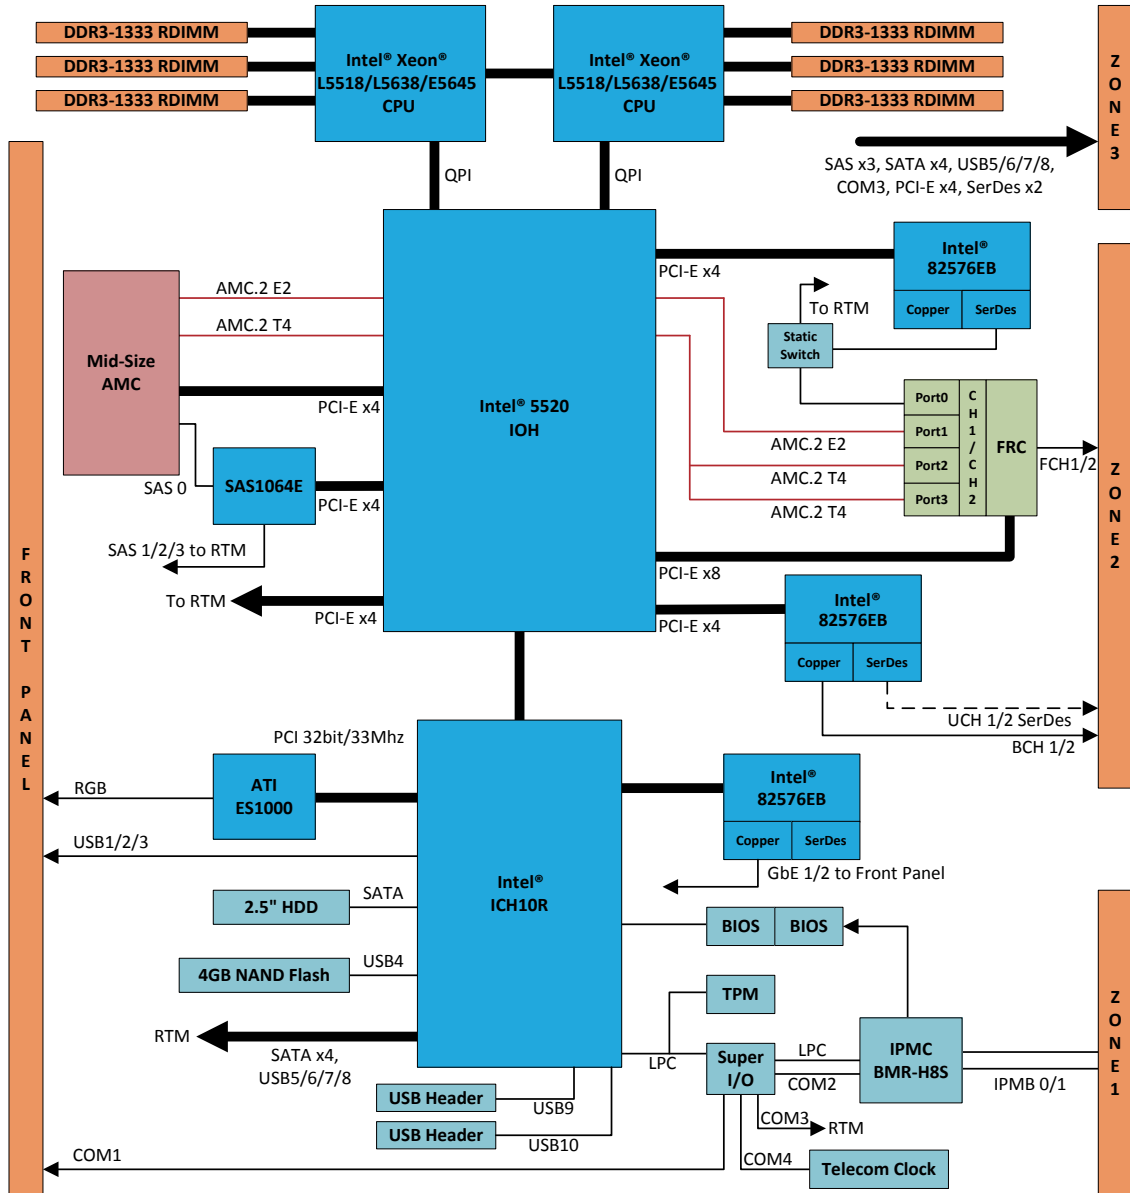 DDR3-1333 RDIMM
DDR3-1333 RDIMM
DDR3-1333 RDIMM
Intel® Xeon®
L5518/L5638/E5645
CPU
Intel® Xeon®
L5518/L5638/E5645
CPU
DDR3-1333 RDIMM
DDR3-1333 RDIMM
DDR3-1333 RDIMM
ZONE3
SAS x3, SATA x4, USB5/6/7/8,
COM3, PCI-E x4, SerDes x2
QPI
QPI
FRONT PANEL
Mid-Size
AMC
AMC.2 E2
AMC.2 T4
PCI-E x4
SAS 0
SAS1064E
PCI-E x4
SAS 1/2/3 to RTM
To RTM
PCI-E x4
Intel® 5520
IOH
PCI-E x4
Intel®
82576EB
Copper
SerDes
To RTM
Static
Switch
Port0
Port1
Port2
Port3
CH1/CH2
FRC
FCH1/2
AMC.2 E2
AMC.2 T4
AMC.2 T4
PCI-E x8
PCI-E x4
Intel®
82576EB
Copper
SerDes
UCH 1/2 SerDes
BCH 1/2
ZONE2
PCI 32bit/33Mhz
ATI
ES1000
RGB
USB1/2/3
SATA
2.5" HDD
USB4
4GB NAND Flash
RTM
SATA x4,
USB5/6/7/8
Intel®
ICH10R
Intel®
82576EB
Copper
SerDes
GbE 1/2 to Front Panel
BIOS
BIOS
TPM
LPC
Super
I/O
LPC
COM2
IPMC
BMR-H8S
IPMB 0/1
ZONE1
USB Header
USB9
USB Header
USB10
COM3
RTM
COM4
Telecom Clock
COM1